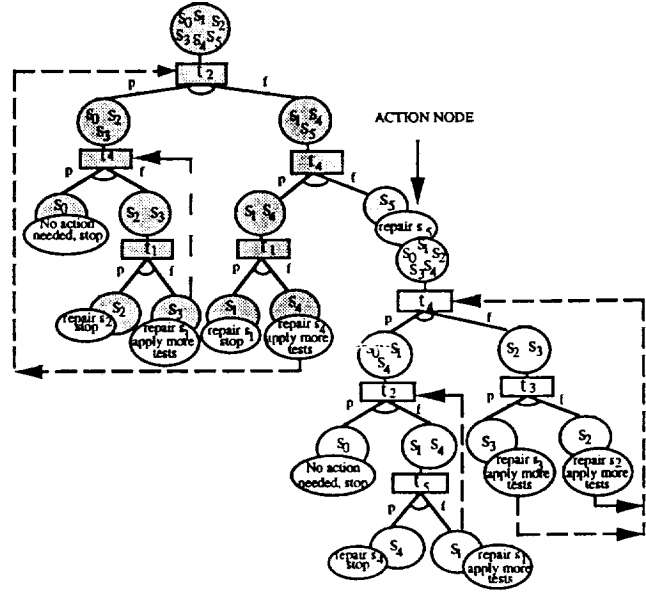 S0 S1 S2
S3 S4 S5
t2
p f
S0 S2
S3
S1 S4
S5
ACTION NODE
t4
t4
p f
p f
S0
No action
needed, stop
S2 S3
S1 S4
S5
repair s5
t1
t1
S0 S1 S2
S3 S4
p f
p f
t4
S2
repair s2
stop
S3
repair s3
apply more
tests
S1
repair s1
stop
S4
repair s4
apply more
tests
p f
S0 S1
S4
S2 S3
t2
t3
p f
p f
S0
No action
needed, stop
S1 S4
S3
repair s3
apply more
tests
S2
repair s2
apply more
tests
t5
p f
repair s4
stop
S4
S1
repair s1
apply more
tests